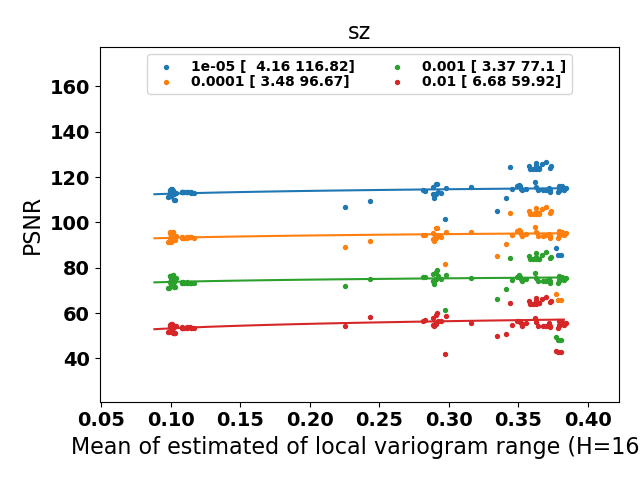 sz
1e-05 [  4.16 116.82]
0.0001 [ 3.48 96.67]
0.001 [ 3.37 77.1 ]
0.01 [ 6.68 59.92]
PSNR
160
140
120
100
80
60
40
0.05 0.10 0.15 0.20 0.25 0.30 0.35 0.40
Mean of estimated of local variogram range (H=16